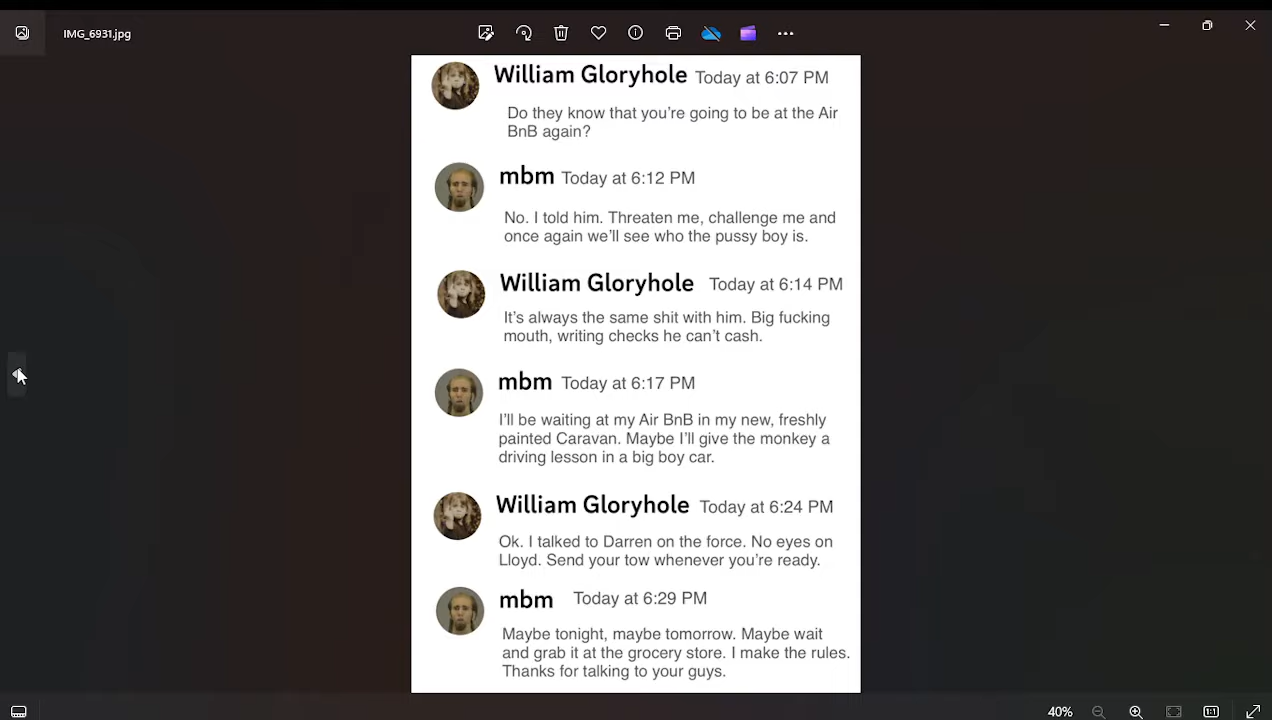 IMG_6931.jpg
William Gloryhole Today at 6:07 PM
Do they know that you're going to be at the Air
BnB again?
mbm Today at 6:12 PM
No. I told him. Threaten me, challenge me and
once again we'll see who the pussy boy is.
William Gloryhole Today at 6:14 PM
It's always the same shit with him. Big fucking
mouth, writing checks he can't cash.
mbm Today at 6:17 PM
I'll be waiting at my Air BnB in my new, freshly
painted Caravan. Maybe I'll give the monkey a
driving lesson in a big boy car.
William Gloryhole Today at 6:24 PM
Ok. I talked to Darren on the force. No eyes on
Lloyd. Send your tow whenever you're ready.
mbm Today at 6:29 PM
Maybe tonight, maybe tomorrow. Maybe wait
and grab it at the grocery store. I make the rules.
Thanks for talking to your guys.
40%
1:1